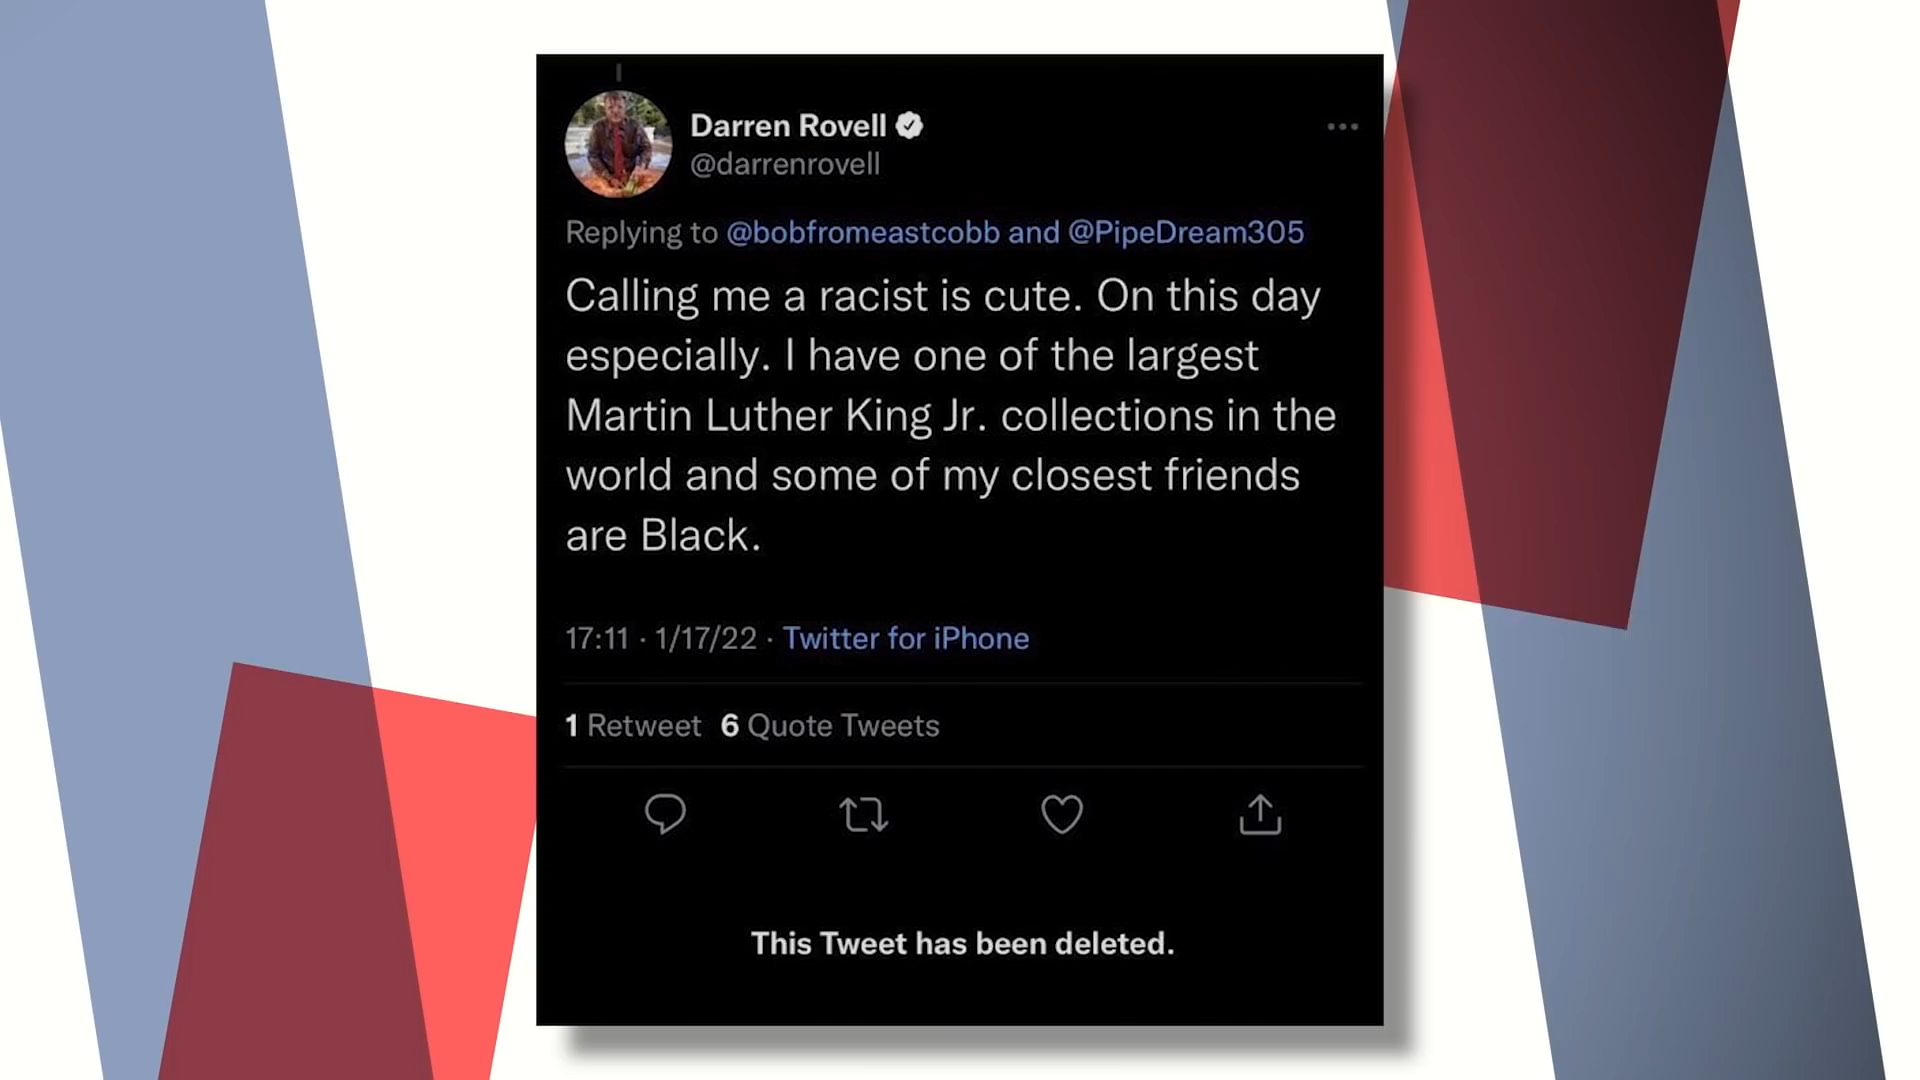 Darren Rovell
@darrenrovell
Replying to @bobfromeastcobb and @PipeDream305
Calling me a racist is cute. On this day
especially. I have one of the largest
Martin Luther King Jr. collections in the
world and some of my closest friends
are Black.
17:11 · 1/17/22 · Twitter for iPhone
1 Retweet 6 Quote Tweets
This Tweet has been deleted.